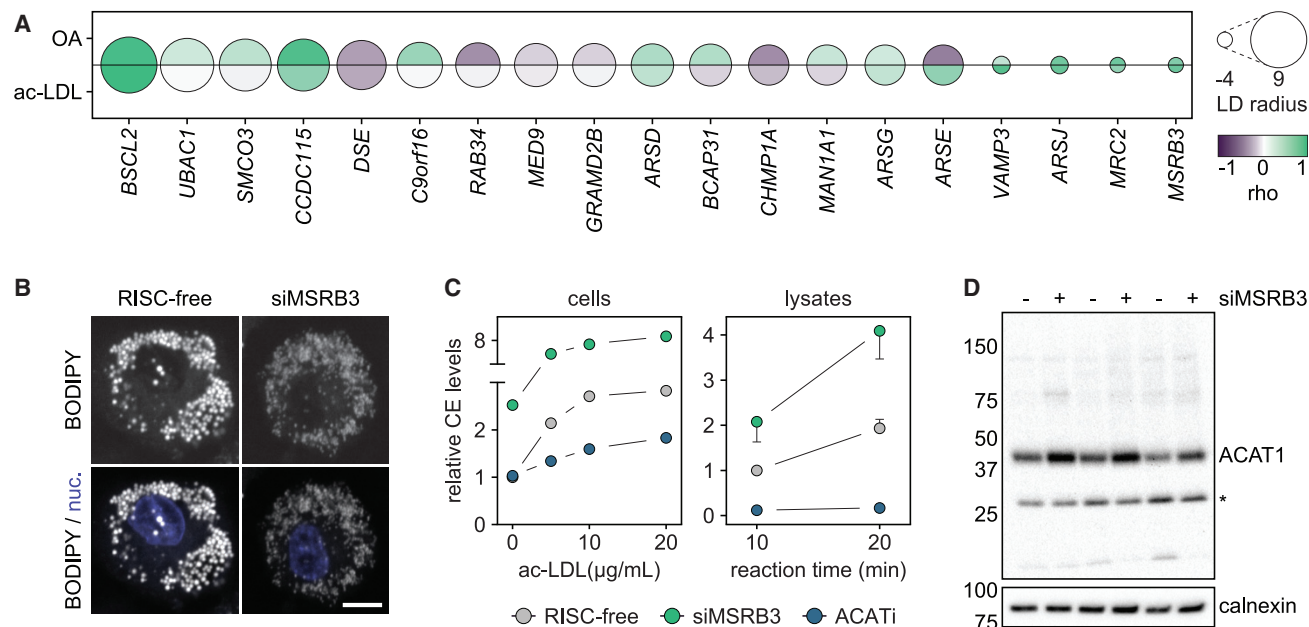 A
OA
ac-LDL
BSCL2
UBAC1
SMCO3
CCDC115
DSE
C9orf16
RAB34
MED9
GRAMD2B
ARSD
BCAP31
CHMP1A
MAN1A1
ARSG
ARSE
VAMP3
ARSJ
MRC2
MSRB3
-4 9
LD radius
-1 0 1
rho
B
RISC-free siMSRB3
BODIPY
BODIPY / nuc.
C
cells lysates
relative CE levels
8
2
1
0
0 10 20
ac-LDL(µg/mL)
4
3
2
1
0
10 20
reaction time (min)
RISC-free siMSRB3 ACATi
D
- + - + - + siMSRB3
150
75
50
37
25
ACAT1
*
100
75
calnexin